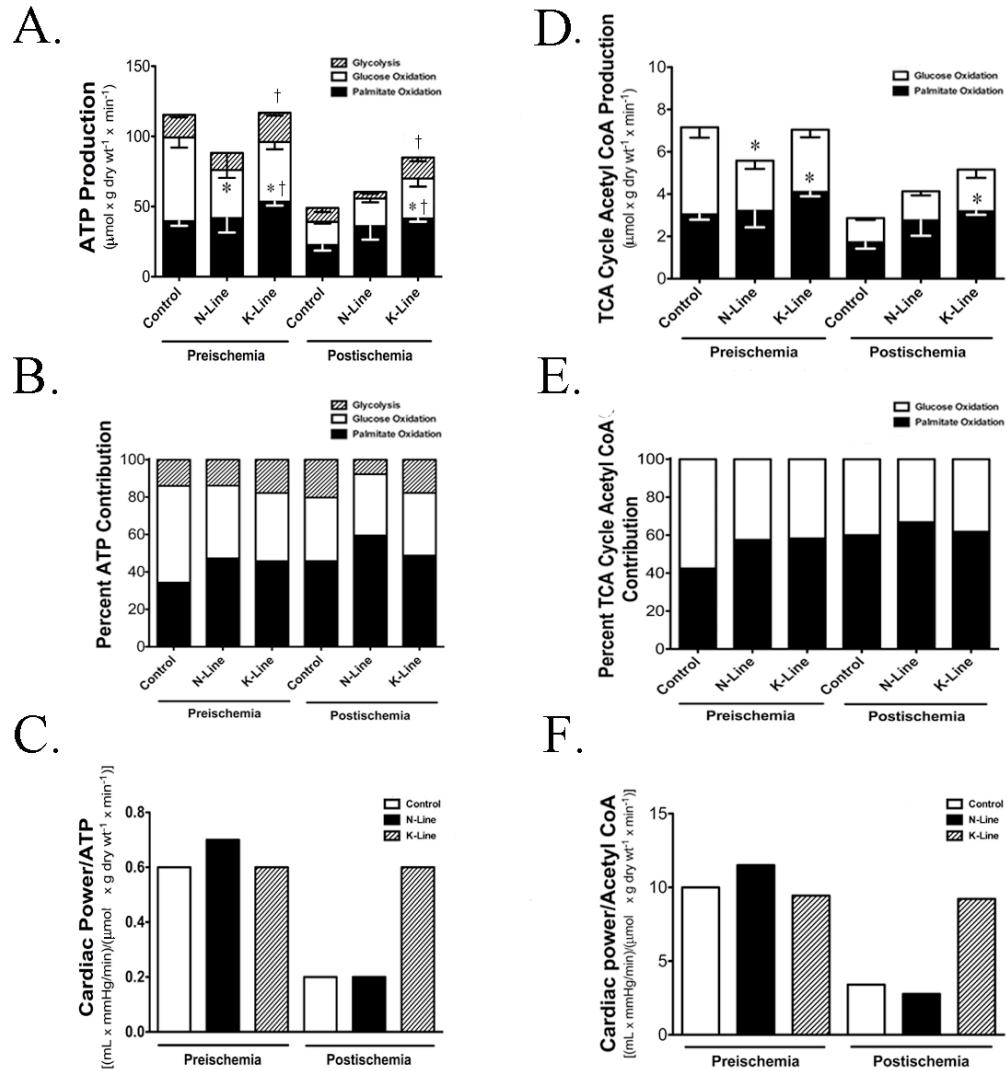 A.
ATP Production
(μmol x g dry wt⁻¹ x min⁻¹)
150
100
50
0
Glycolysis
Glucose Oxidation
Palmitate Oxidation
†
*
*†
†
*†
Control
N-Line
K-Line
Control
N-Line
K-Line
Preischemia
Postischemia
D.
TCA Cycle Acetyl CoA Production
(μmol x g dry wt⁻¹ x min⁻¹)
10
8
6
4
2
0
Glucose Oxidation
Palmitate Oxidation
*
*
*
Control
N-Line
K-Line
Control
N-Line
K-Line
Preischemia
Postischemia
B.
Percent ATP Contribution
100
80
60
40
20
0
Glycolysis
Glucose Oxidation
Palmitate Oxidation
Control
N-Line
K-Line
Control
N-Line
K-Line
Preischemia
Postischemia
E.
Percent TCA Cycle Acetyl CoA
Contribution
100
80
60
40
20
0
Glucose Oxidation
Palmitate Oxidation
Control
N-Line
K-Line
Control
N-Line
K-Line
Preischemia
Postischemia
C.
Cardiac Power/ATP
[(mL x mmHg/min)/(μmol x g dry wt⁻¹ x min⁻¹)]
0.8
0.6
0.4
0.2
0.0
Control
N-Line
K-Line
Preischemia
Postischemia
F.
Cardiac power/Acetyl CoA
[(mL x mmHg/min)/(μmol x g dry wt⁻¹ x min⁻¹)]
15
10
5
0
Control
N-Line
K-Line
Preischemia
Postischemia